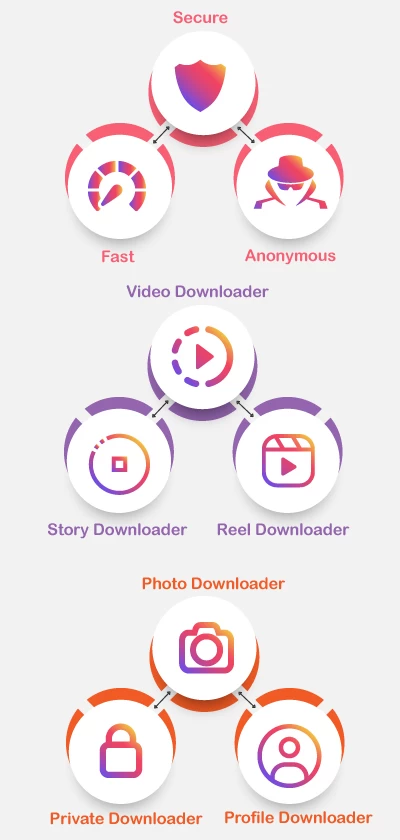 Secure
Fast
Anonymous
Video Downloader
Story Downloader
Reel Downloader
Photo Downloader
Private Downloader
Profile Downloader